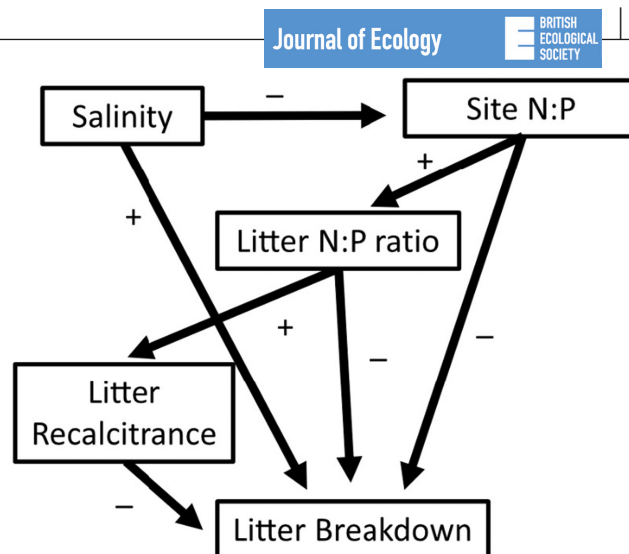 Journal of Ecology
BRITISH
ECOLOGICAL
SOCIETY
Salinity
–
Site N:P
+
+
Litter N:P ratio
+
–
–
Litter
Recalcitrance
–
Litter Breakdown